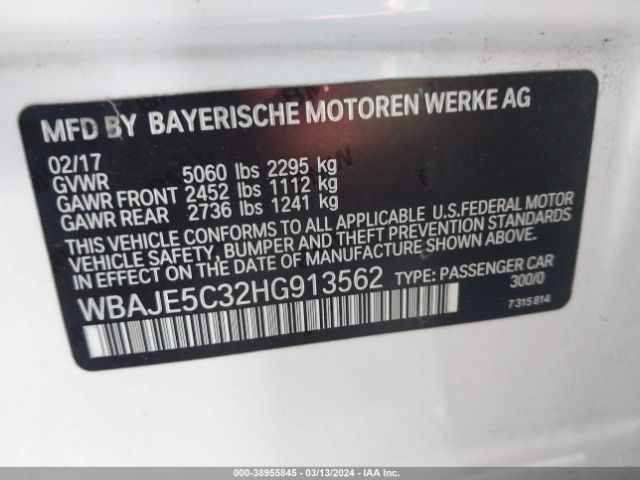 MFD BY BAYERISCHE MOTOREN WERKE AG
02/17
GVWR 5060 lbs 2295 kg
GAWR FRONT 2452 lbs 1112 kg
GAWR REAR 2736 lbs 1241 kg
THIS VEHICLE CONFORMS TO ALL APPLICABLE U.S.FEDERAL MOTOR
VEHICLE SAFETY, BUMPER AND THEFT PREVENTION STANDARDS
IN EFFECT ON THE DATE OF MANUFACTURE SHOWN ABOVE.
WBAJE5C32HG913562 TYPE: PASSENGER CAR
300/0
7 315 814
000-38955845 - 03/13/2024 - IAAI.COM